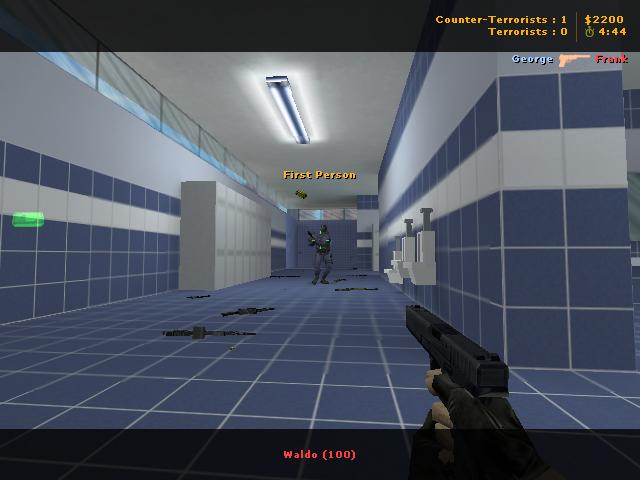 Counter-Terrorists : 1 $2200
Terrorists : 0 4:44
George Frank
First Person
Waldo (100)